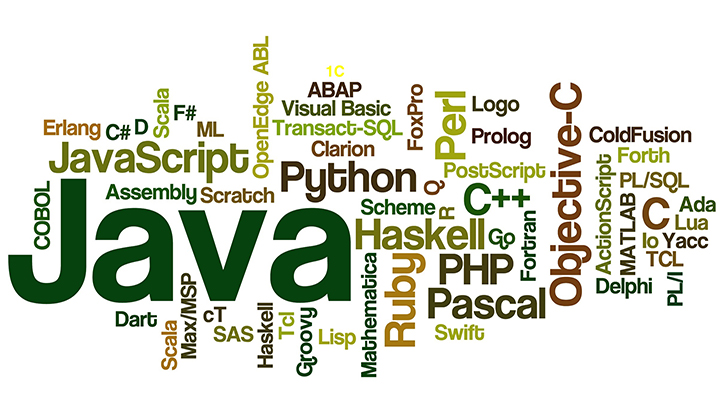 1C
OpenEdge ABL
ABAP
FoxPro
Perl
Logo
Objective-C
Visual Basic
Scala
F#
Erlang
C#
D
ML
Transact-SQL
Prolog
ColdFusion
Clarion
JavaScript
PostScript
Forth
Python
Q
PL/SQL
ActionScript
MATLAB
COBOL
Assembly
Scratch
Scheme
R
C++
C
Ada
Lua
Java
Haskell
Go
Fortran
Io
Yacc
TCL
Mathematica
Ruby
PHP
Delphi
PL/I
Pascal
Dart
Scala
Max/MSP
cT
SAS
Haskell
Tcl
Groovy
Lisp
Swift